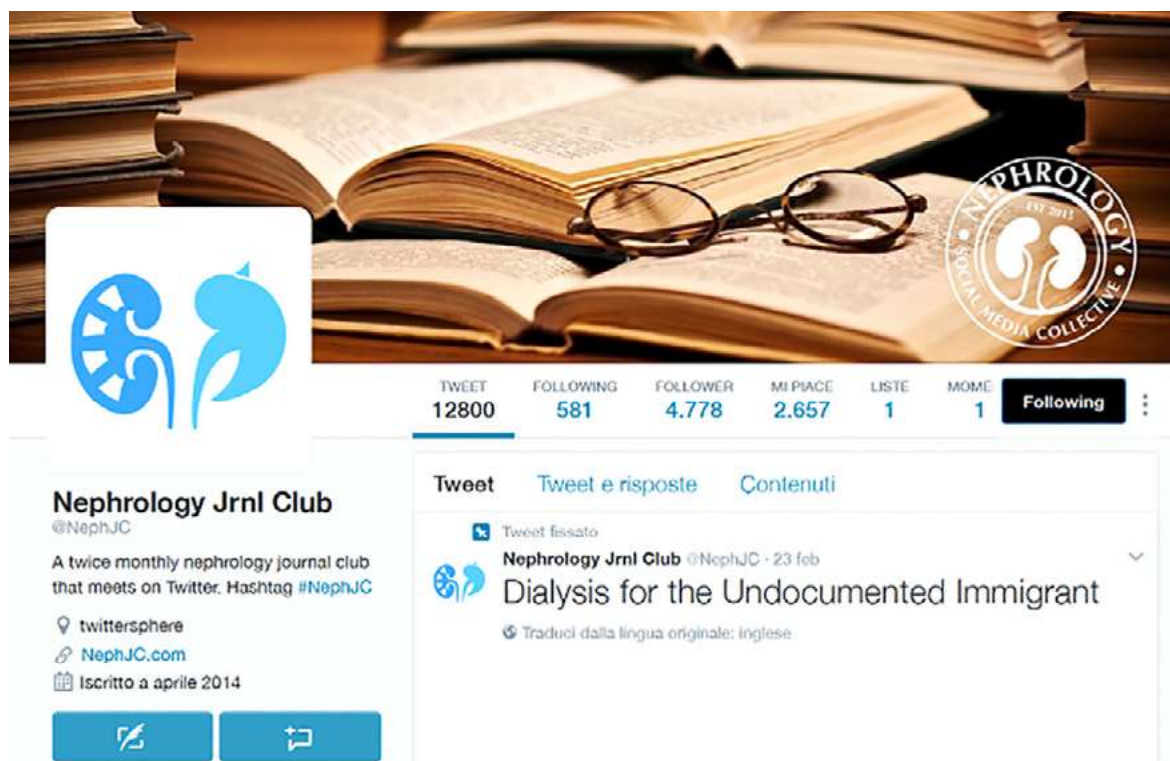 NEPHROLOGY
EST 2015
SOCIAL MEDIA COLLECTIVE
TWEET FOLLOWING FOLLOWER MI PIACE LISTE MOME
12800 581 4.778 2.657 1 1
Following
Nephrology Jrnl Club
@NephJC
A twice monthly nephrology journal club
that meets on Twitter. Hashtag #NephJC
twittersphere
NephJC.com
Iscritto a aprile 2014
Tweet Tweet e risposte Contenuti
Tweet fissato
Nephrology Jrnl Club @NephJC · 23 feb
Dialysis for the Undocumented Immigrant
Traduci dalla lingua originale: inglese